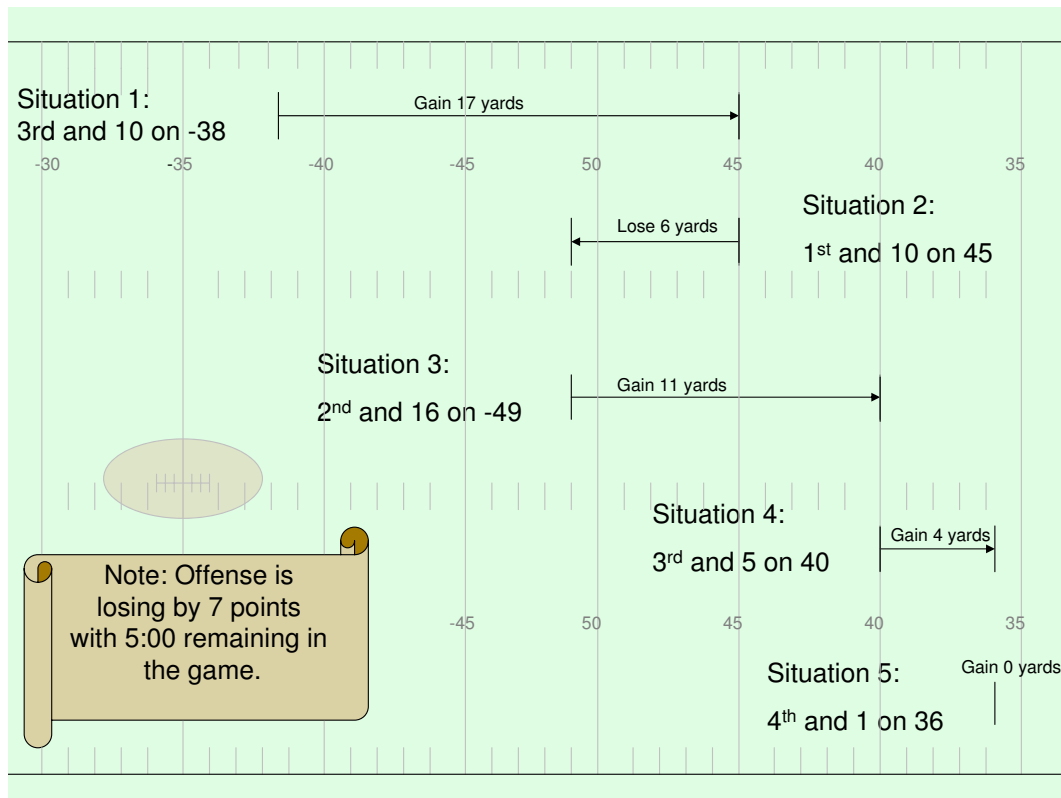 Situation 1:
Gain 17 yards
3rd and 10 on -38
-30 -35 -40 -45 50 45 40 35
Situation 2:
Lose 6 yards
1st and 10 on 45
Situation 3:
Gain 11 yards
2nd and 16 on -49
Situation 4:
Gain 4 yards
3rd and 5 on 40
Note: Offense is
losing by 7 points
with 5:00 remaining in
the game.
-45 50 45 40 35
Situation 5:
Gain 0 yards
4th and 1 on 36